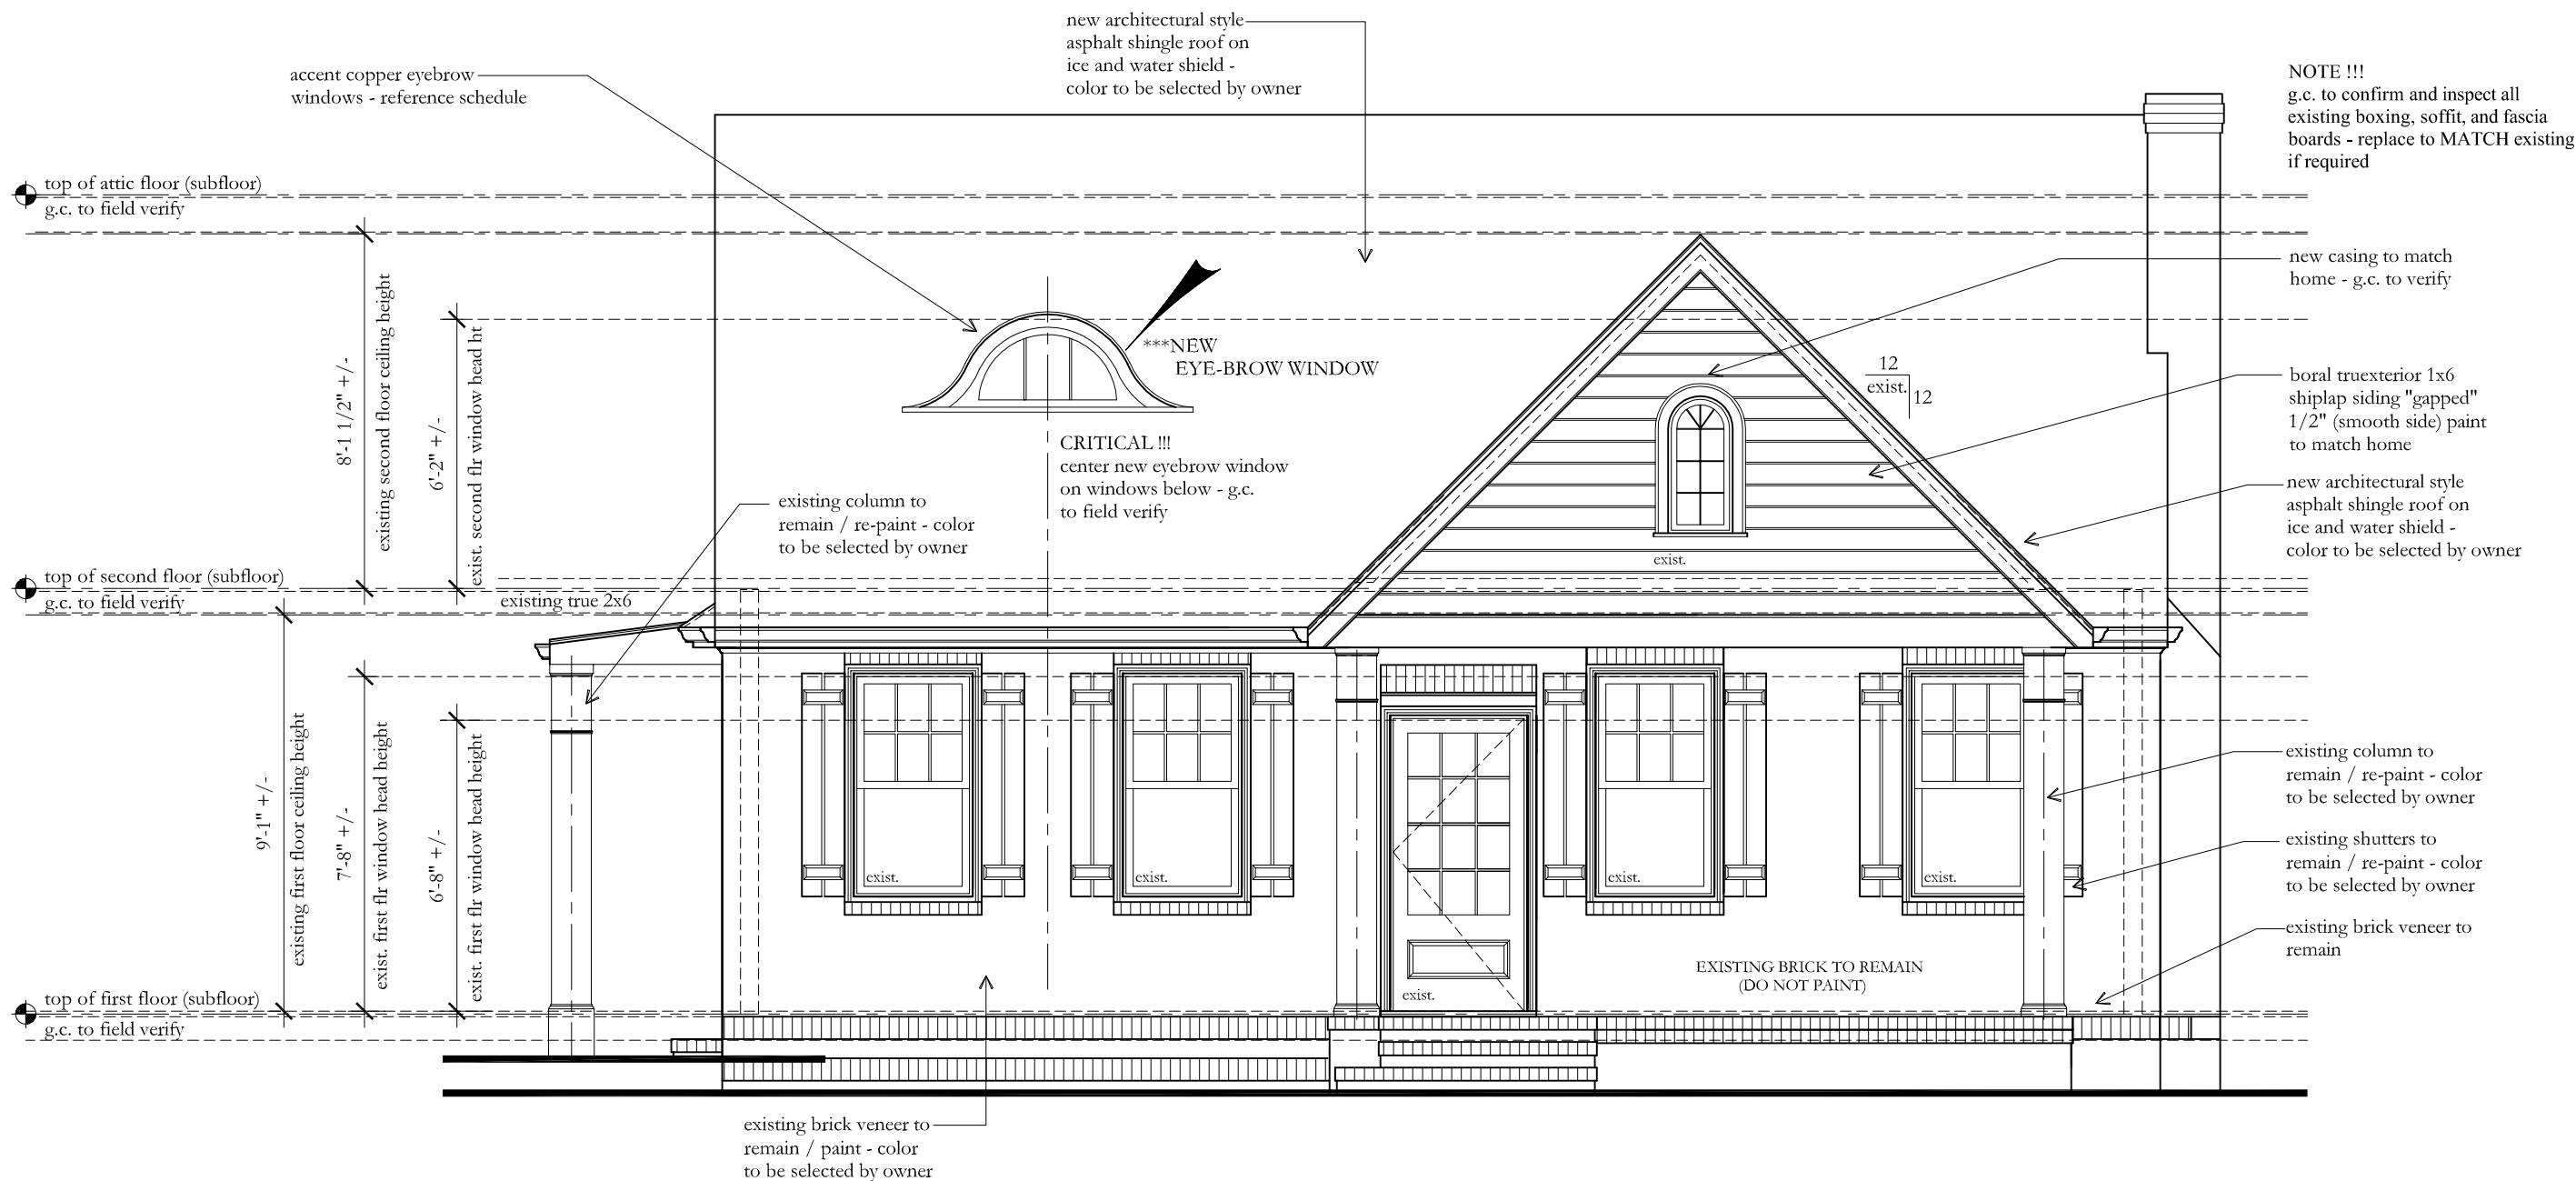 new architectural style
asphalt shingle roof on
ice and water shield -
color to be selected by owner
accent copper eyebrow
windows - reference schedule
NOTE !!!
g.c. to confirm and inspect all
existing boxing, soffit, and fascia
boards - replace to MATCH existing
if required
top of attic floor (subfloor)
g.c. to field verify
new casing to match
home - g.c. to verify
***NEW
EYE-BROW WINDOW
12
exist.
12
boral truexterior 1x6
shiplap siding "gapped"
1/2" (smooth side) paint
to match home
8'-1 1/2" +/-
existing second floor ceiling height
6'-2" +/-
exist. second flr window head ht
CRITICAL !!!
center new eyebrow window
on windows below - g.c.
to field verify
existing column to
remain / re-paint - color
to be selected by owner
new architectural style
asphalt shingle roof on
ice and water shield -
color to be selected by owner
exist.
top of second floor (subfloor)
g.c. to field verify
existing true 2x6
9'-1" +/-
existing first floor ceiling height
7'-8" +/-
exist. first flr window head height
6'-8" +/-
exist. first flr window head height
existing column to
remain / re-paint - color
to be selected by owner
existing shutters to
remain / re-paint - color
to be selected by owner
exist.
exist.
exist.
exist.
existing brick veneer to
remain
EXISTING BRICK TO REMAIN
(DO NOT PAINT)
exist.
top of first floor (subfloor)
g.c. to field verify
existing brick veneer to
remain / paint - color
to be selected by owner